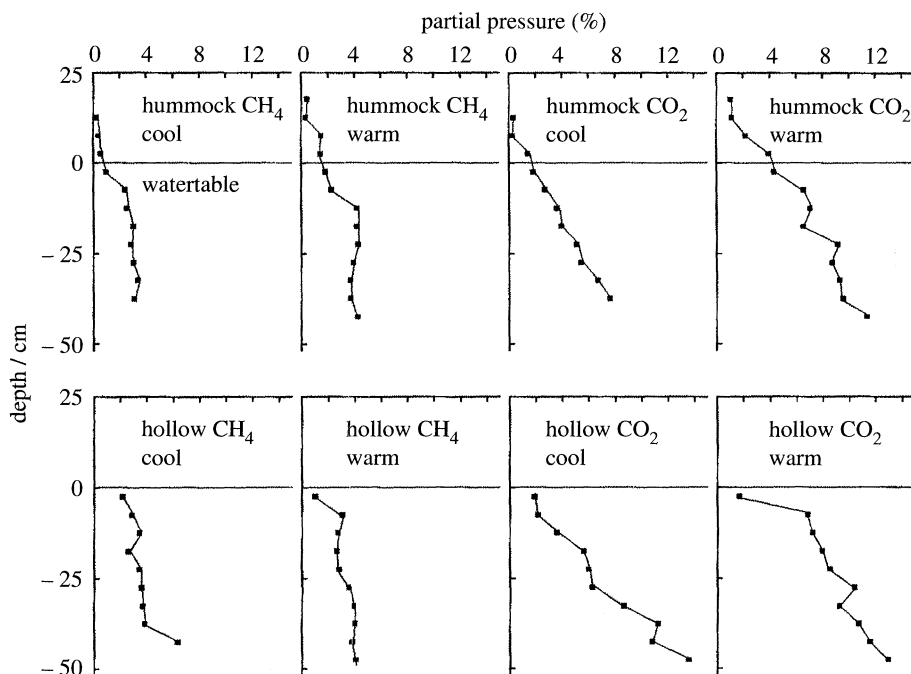 partial pressure (%)
0 4 8 12 0 4 8 12 0 4 8 12 0 4 8 12
25
hummock CH4
cool
hummock CH4
warm
hummock CO2
cool
hummock CO2
warm
0
watertable
– 25
– 50
depth / cm
25
hollow CH4
cool
hollow CH4
warm
hollow CO2
cool
hollow CO2
warm
0
– 25
– 50